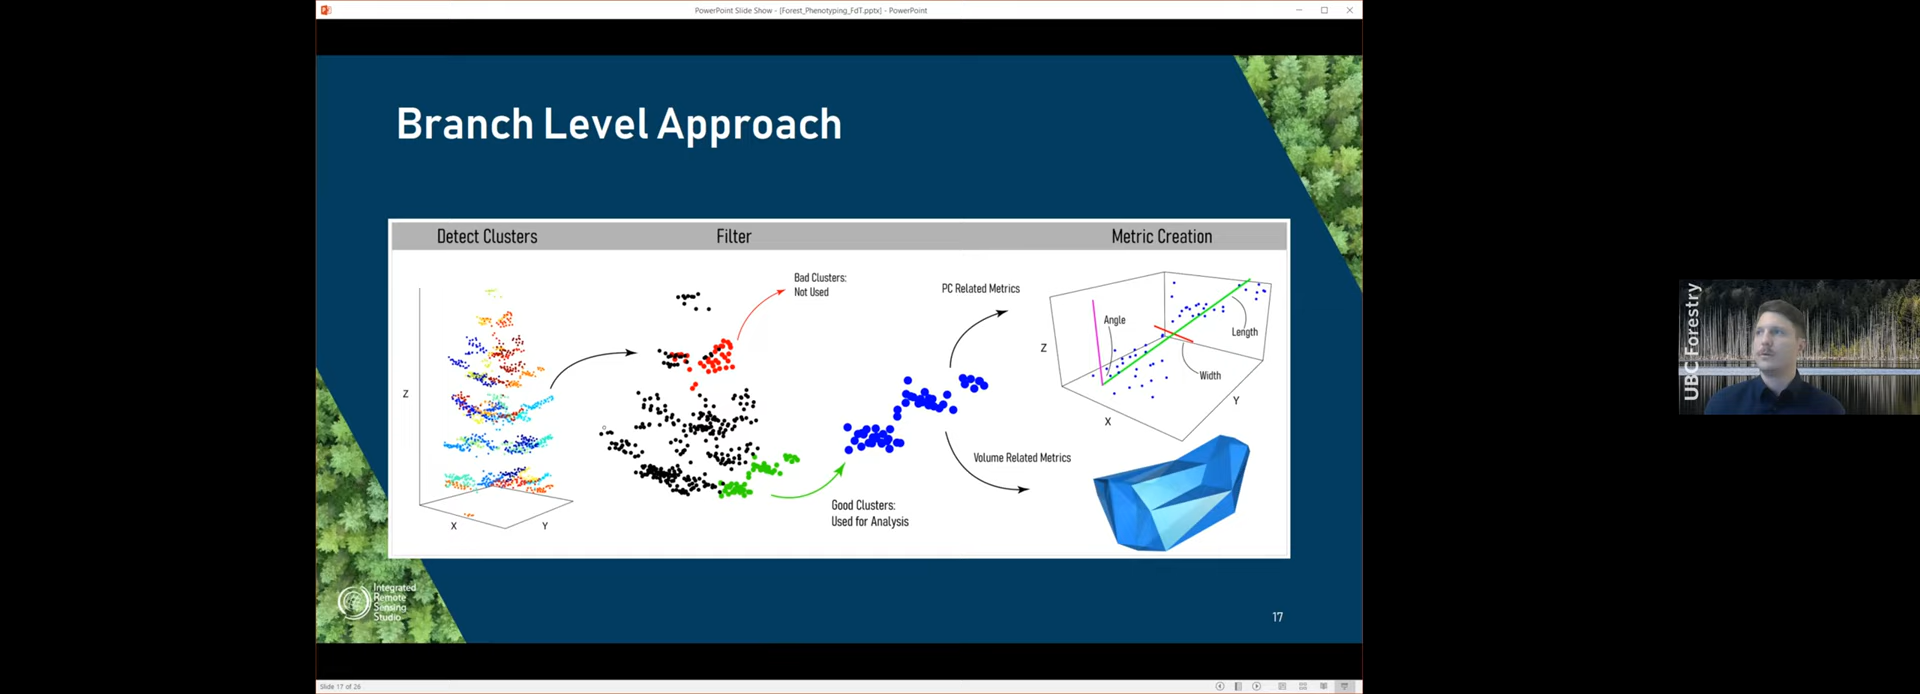 PowerPoint Slide Show - [Forest_Phenotyping_FdT.pptx] - PowerPoint
Branch Level Approach
Detect Clusters
Filter
Metric Creation
Bad Clusters:
Not Used
PC Related Metrics
Angle
Length
Width
Z
X
Y
Z
X
Y
Volume Related Metrics
Good Clusters:
Used for Analysis
Integrated
Remote
Sensing
Studio
17
Slide 17 of 26
UBC Forestry